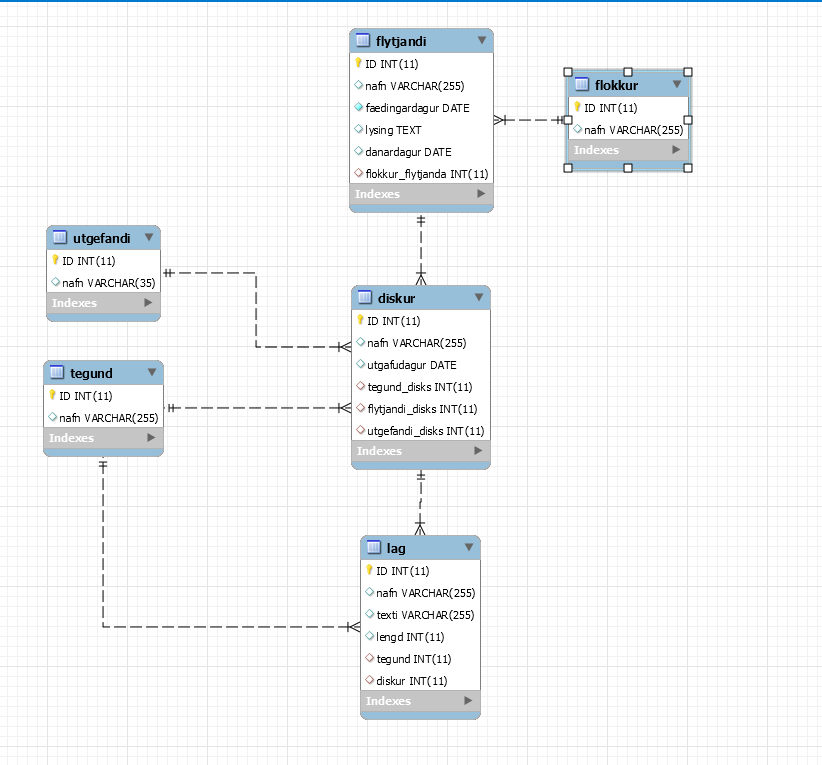 flytjandi
ID INT(11)
nafn VARCHAR(255)
faedingardagur DATE
lysing TEXT
danardagur DATE
flokkur_flytjanda INT(11)
Indexes
flokkur
ID INT(11)
nafn VARCHAR(255)
Indexes
utgefandi
ID INT(11)
nafn VARCHAR(35)
Indexes
tegund
ID INT(11)
nafn VARCHAR(255)
Indexes
diskur
ID INT(11)
nafn VARCHAR(255)
utgafudagur DATE
tegund_disks INT(11)
flytjandi_disks INT(11)
utgefandi_disks INT(11)
Indexes
lag
ID INT(11)
nafn VARCHAR(255)
texti VARCHAR(255)
lengd INT(11)
tegund INT(11)
diskur INT(11)
Indexes